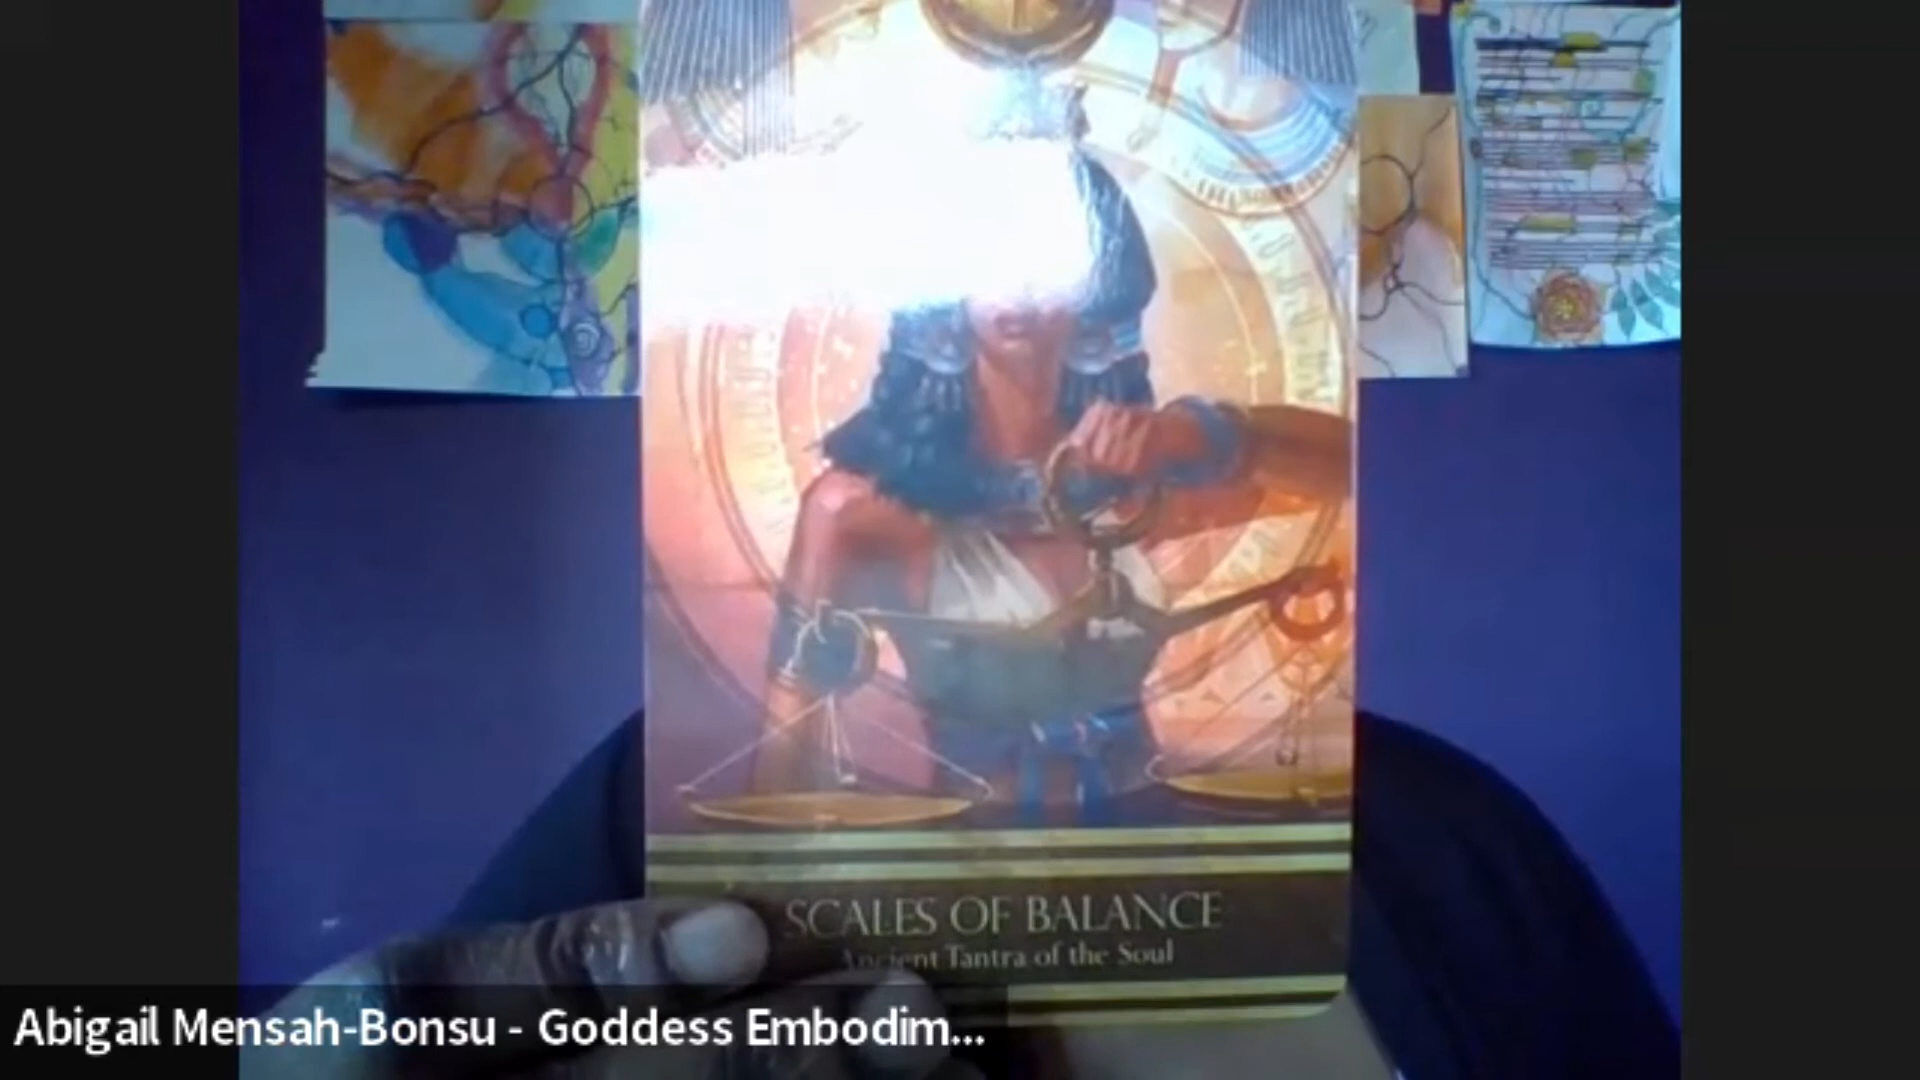 SCALES OF BALANCE
Ancient Tantra of the Soul
Abigail Mensah-Bonsu - Goddess Embodim...